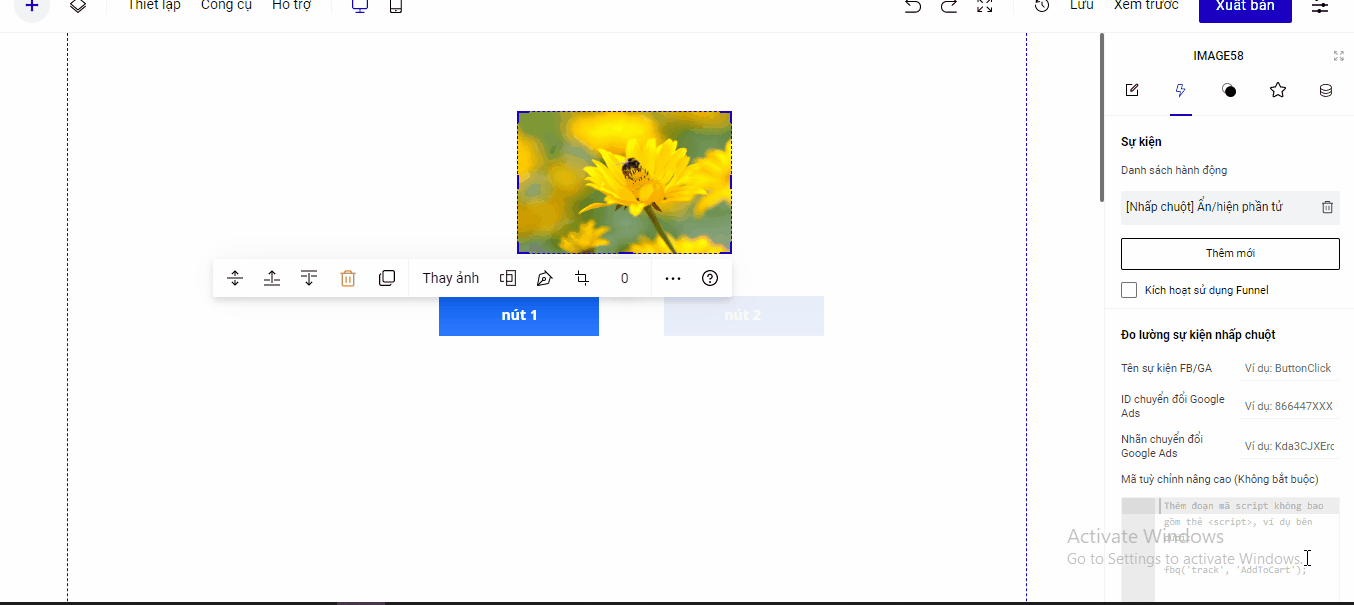 Thiết lập Công cụ Hỗ trợ Lưu Xem trước Xuất bản
IMAGE58
Sự kiện
Danh sách hành động
[Nhấp chuột] Ẩn/hiện phần tử
Thêm mới
Kích hoạt sử dụng Funnel
Thay ảnh 0
nút 1 nút 2
Đo lường sự kiện nhấp chuột
Tên sự kiện FB/GA Ví dụ: ButtonClick
ID chuyển đổi Google
Ads
Ví dụ: 866447XXX
Nhãn chuyển đổi
Google Ads
Ví dụ: Kda3CJXErc
Mã tuỳ chỉnh nâng cao (Không bắt buộc)
Thêm đoạn mã script không bao
gồm thẻ <script>, ví dụ bên
fbq('track', 'AddToCart');
Activate Windows
Go to Settings to activate Windows.